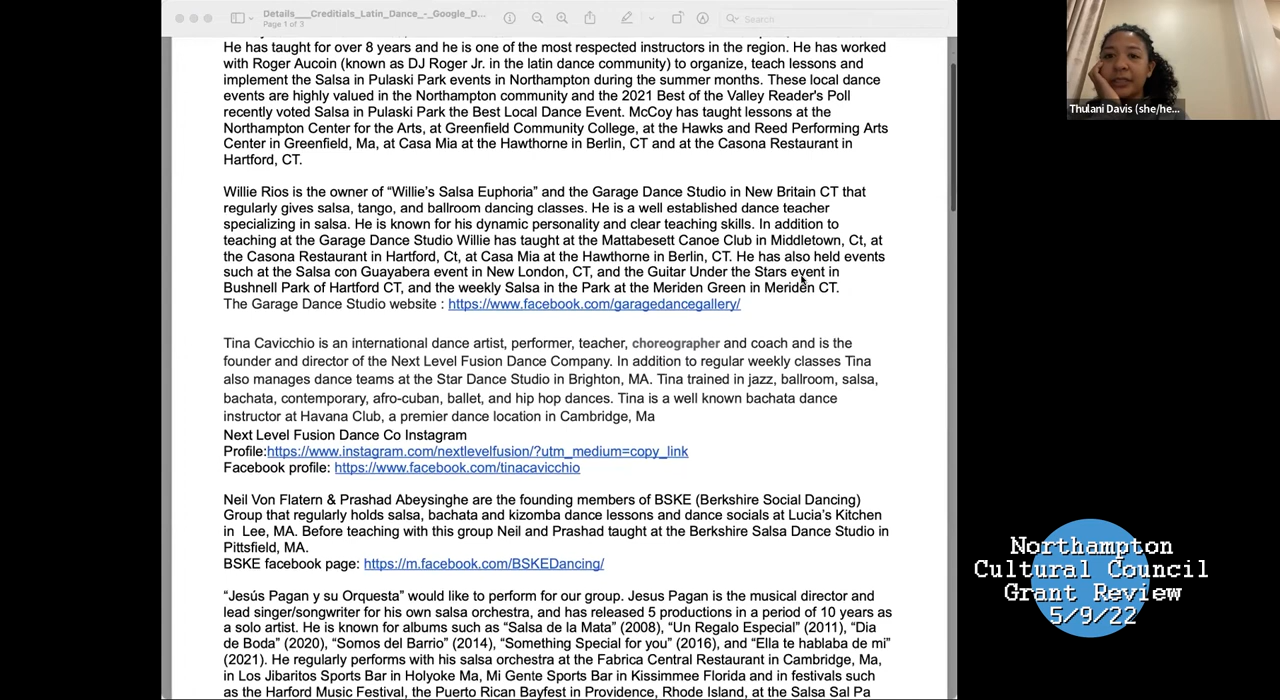 Details___Creditials_Latin_Dance_-_Google_D...
Page 1 of 3
Search
He has taught for over 8 years and he is one of the most respected instructors in the region. He has worked
with Roger Aucoin (known as DJ Roger Jr. in the latin dance community) to organize, teach lessons and
implement the Salsa in Pulaski Park events in Northampton during the summer months. These local dance
events are highly valued in the Northampton community and the 2021 Best of the Valley Reader's Poll
recently voted Salsa in Pulaski Park the Best Local Dance Event. McCoy has taught lessons at the
Northampton Center for the Arts, at Greenfield Community College, at the Hawks and Reed Performing Arts
Center in Greenfield, Ma, at Casa Mia at the Hawthorne in Berlin, CT and at the Casona Restaurant in
Hartford, CT.
Willie Rios is the owner of “Willie’s Salsa Euphoria” and the Garage Dance Studio in New Britain CT that
regularly gives salsa, tango, and ballroom dancing classes. He is a well established dance teacher
specializing in salsa. He is known for his dynamic personality and clear teaching skills. In addition to
teaching at the Garage Dance Studio Willie has taught at the Mattabesett Canoe Club in Middletown, Ct, at
the Casona Restaurant in Hartford, Ct, at Casa Mia at the Hawthorne in Berlin, CT. He has also held events
such at the Salsa con Guayabera event in New London, CT, and the Guitar Under the Stars event in
Bushnell Park of Hartford CT, and the weekly Salsa in the Park at the Meriden Green in Meriden CT.
The Garage Dance Studio website : https://www.facebook.com/garagedancegallery/
Tina Cavicchio is an international dance artist, performer, teacher, choreographer and coach and is the
founder and director of the Next Level Fusion Dance Company. In addition to regular weekly classes Tina
also manages dance teams at the Star Dance Studio in Brighton, MA. Tina trained in jazz, ballroom, salsa,
bachata, contemporary, afro-cuban, ballet, and hip hop dances. Tina is a well known bachata dance
instructor at Havana Club, a premier dance location in Cambridge, Ma
Next Level Fusion Dance Co Instagram
Profile:https://www.instagram.com/nextlevelfusion/?utm_medium=copy_link
Facebook profile: https://www.facebook.com/tinacavicchio
Neil Von Flatern & Prashad Abeysinghe are the founding members of BSKE (Berkshire Social Dancing)
Group that regularly holds salsa, bachata and kizomba dance lessons and dance socials at Lucia’s Kitchen
in Lee, MA. Before teaching with this group Neil and Prashad taught at the Berkshire Salsa Dance Studio in
Pittsfield, MA.
BSKE facebook page: https://m.facebook.com/BSKEDancing/
“Jesús Pagan y su Orquesta” would like to perform for our group. Jesus Pagan is the musical director and
lead singer/songwriter for his own salsa orchestra, and has released 5 productions in a period of 10 years as
a solo artist. He is known for albums such as “Salsa de la Mata” (2008), “Un Regalo Especial” (2011), “Dia
de Boda” (2020), “Somos del Barrio” (2014), “Something Special for you” (2016), and “Ella te hablaba de mi”
(2021). He regularly performs with his salsa orchestra at the Fabrica Central Restaurant in Cambridge, Ma,
in Los Jibaritos Sports Bar in Holyoke Ma, Mi Gente Sports Bar in Kissimmee Florida and in festivals such
as the Harford Music Festival, the Puerto Rican Bayfest in Providence, Rhode Island, at the Salsa Sal Pa
Thulani Davis (she/he...
Northampton
Cultural Council
Grant Review
5/9/22